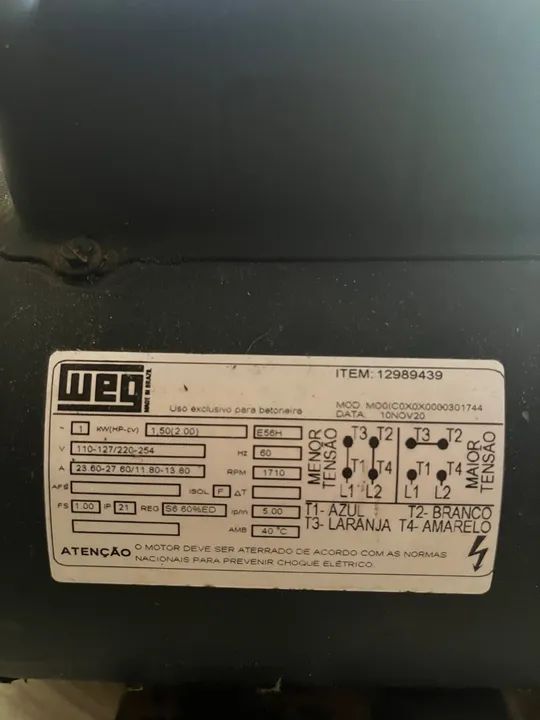 WEG
MADE IN BRAZIL
ITEM: 12989439
Uso exclusivo para betoneira
DATA 10NOV20
~ 1 KW(HP-cv) 1,50(2.00) E56H
V 110-127/220-254 Hz 60
A 23.60-27.60/11.80-13.80 RPM 1710
AFS ISOL F ΔT
FS 1.00 IP 21 REG S6 60%ED Ip/In 5.00
AMB 40 °C
MENOR TENSÃO
T3 T2
T1 T4
L1 L2
T3 T2
T1 T4
L1 L2
MAIOR TENSÃO
T1- AZUL T2- BRANCO
T3- LARANJA T4- AMARELO
ATENÇÃO O MOTOR DEVE SER ATERRADO DE ACORDO COM AS NORMAS
NACIONAIS PARA PREVENIR CHOQUE ELÉTRICO.